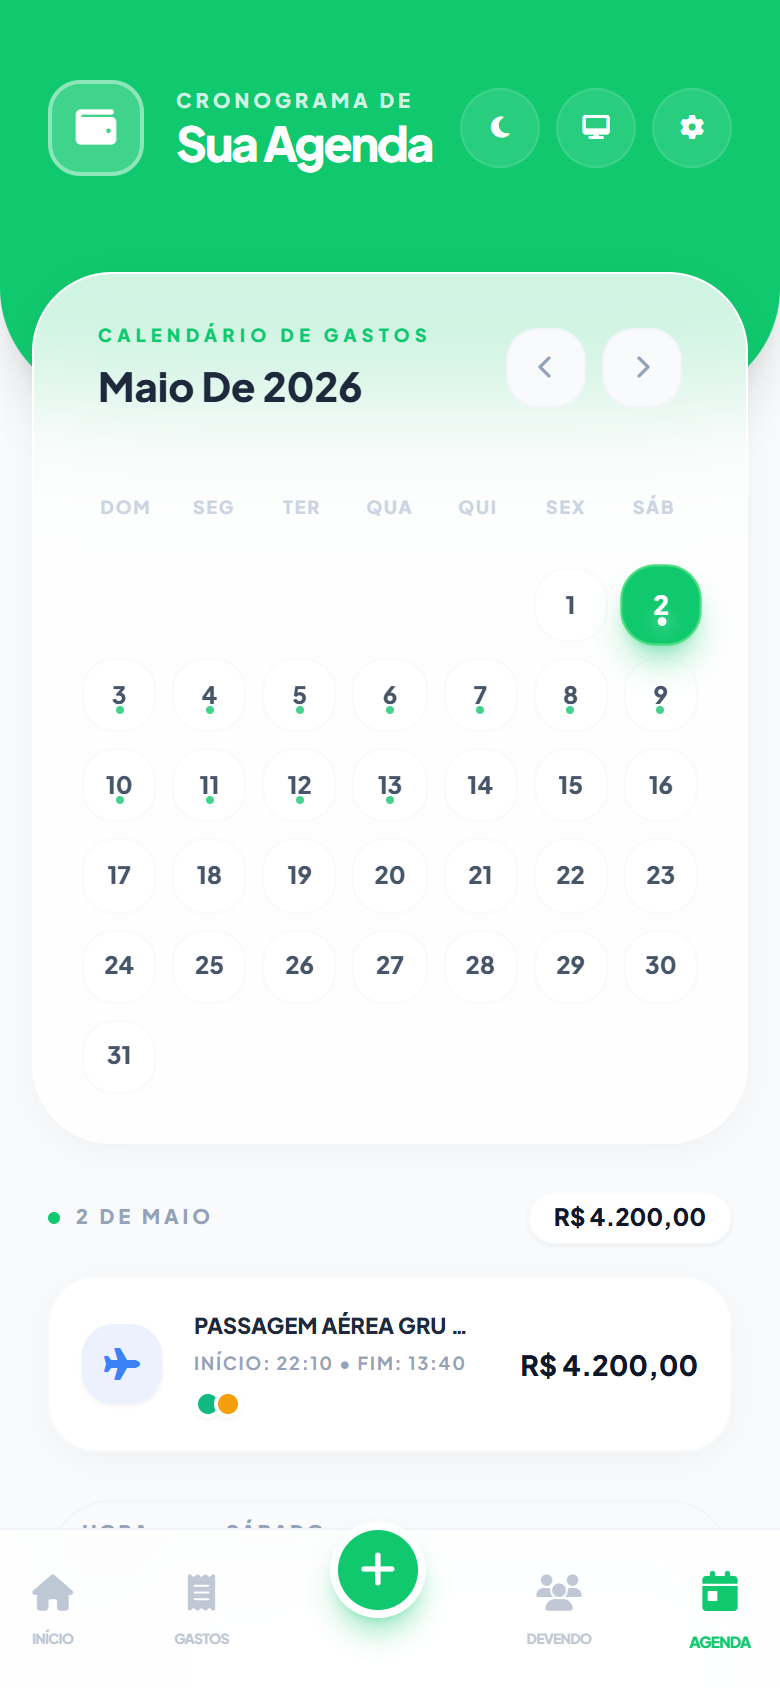 CRONOGRAMA DE
Sua Agenda
CALENDÁRIO DE GASTOS
Maio De 2026
DOM SEG TER QUA QUI SEX SÁB
1 2
3 4 5 6 7 8 9
10 11 12 13 14 15 16
17 18 19 20 21 22 23
24 25 26 27 28 29 30
31
2 DE MAIO R$ 4.200,00
PASSAGEM AÉREA GRU ...
INÍCIO: 22:10 • FIM: 13:40
R$ 4.200,00
HORA SÁBADO
INÍCIO GASTOS DEVENDO AGENDA